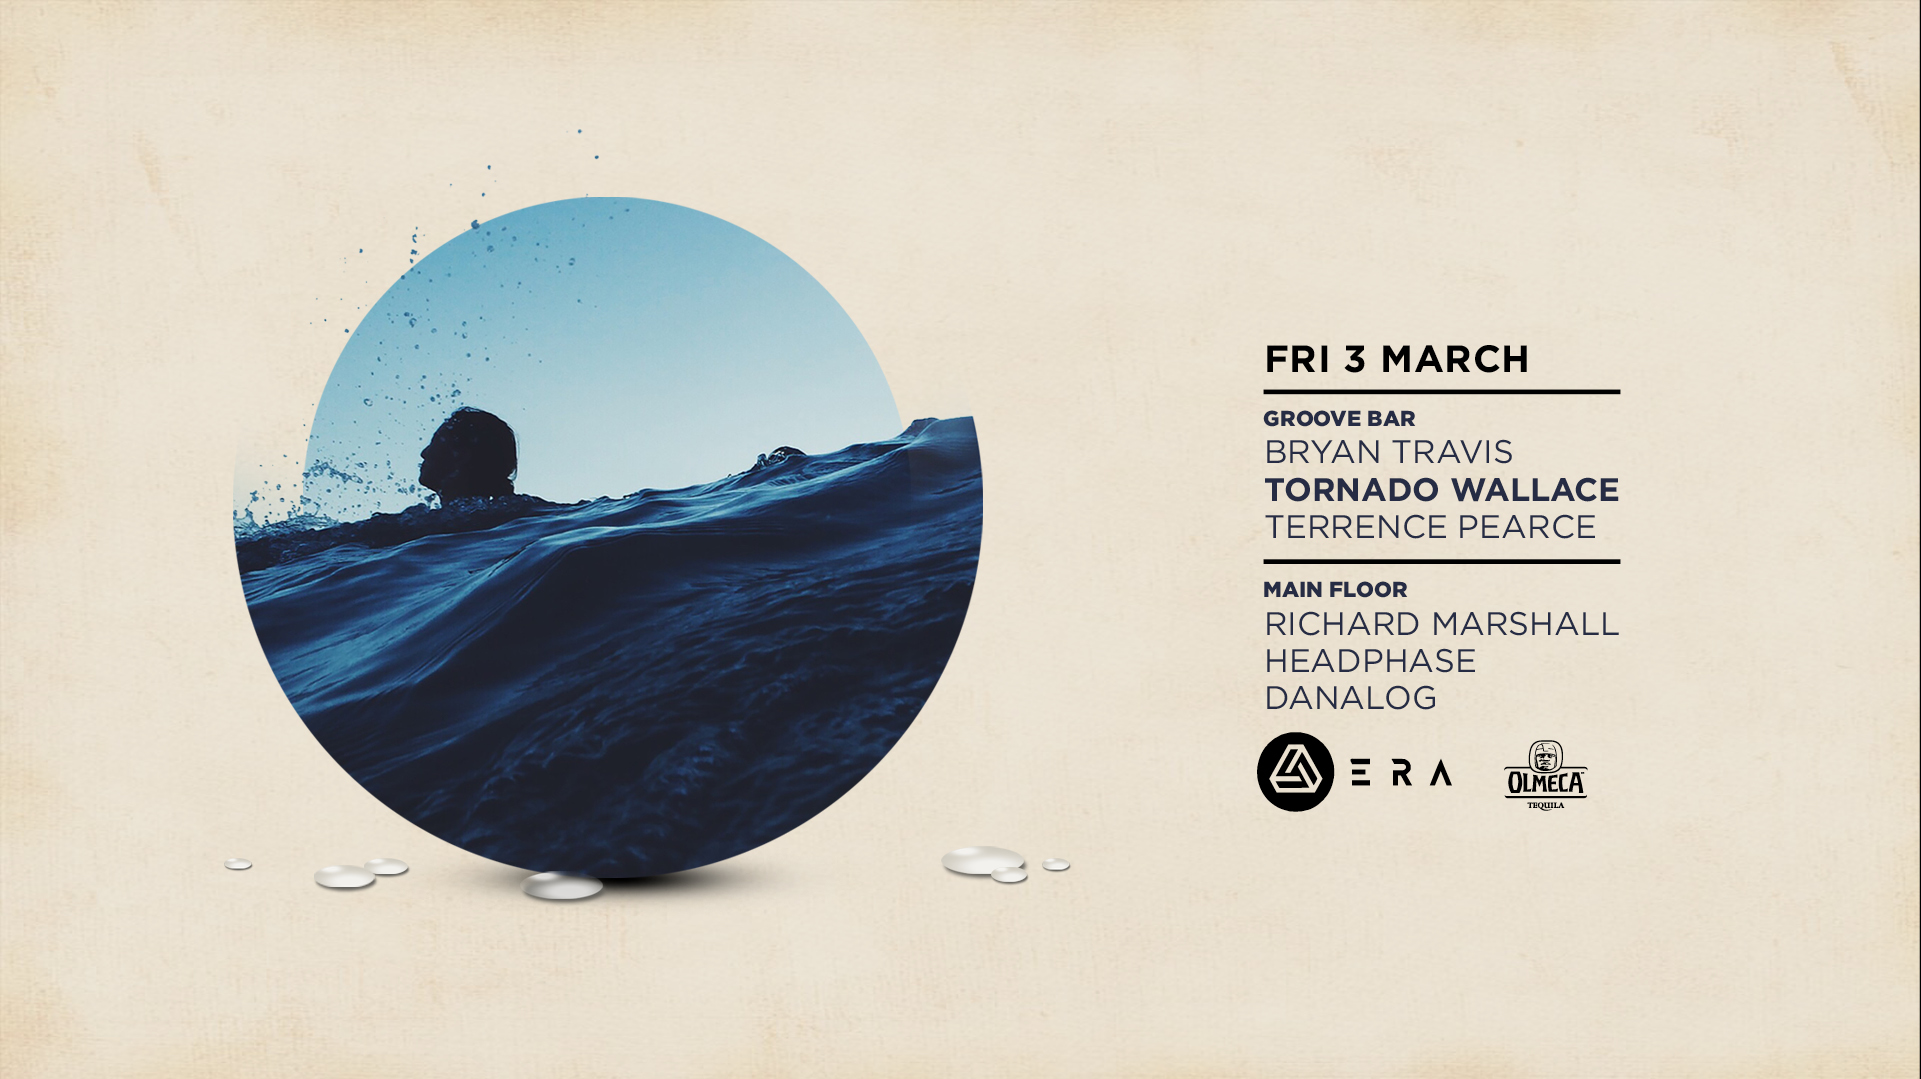 FRI 3 MARCH
GROOVE BAR
BRYAN TRAVIS
TORNADO WALLACE
TERRENCE PEARCE
MAIN FLOOR
RICHARD MARSHALL
HEADPHASE
DANALOG
ERA
OLMECA
TEQUILA